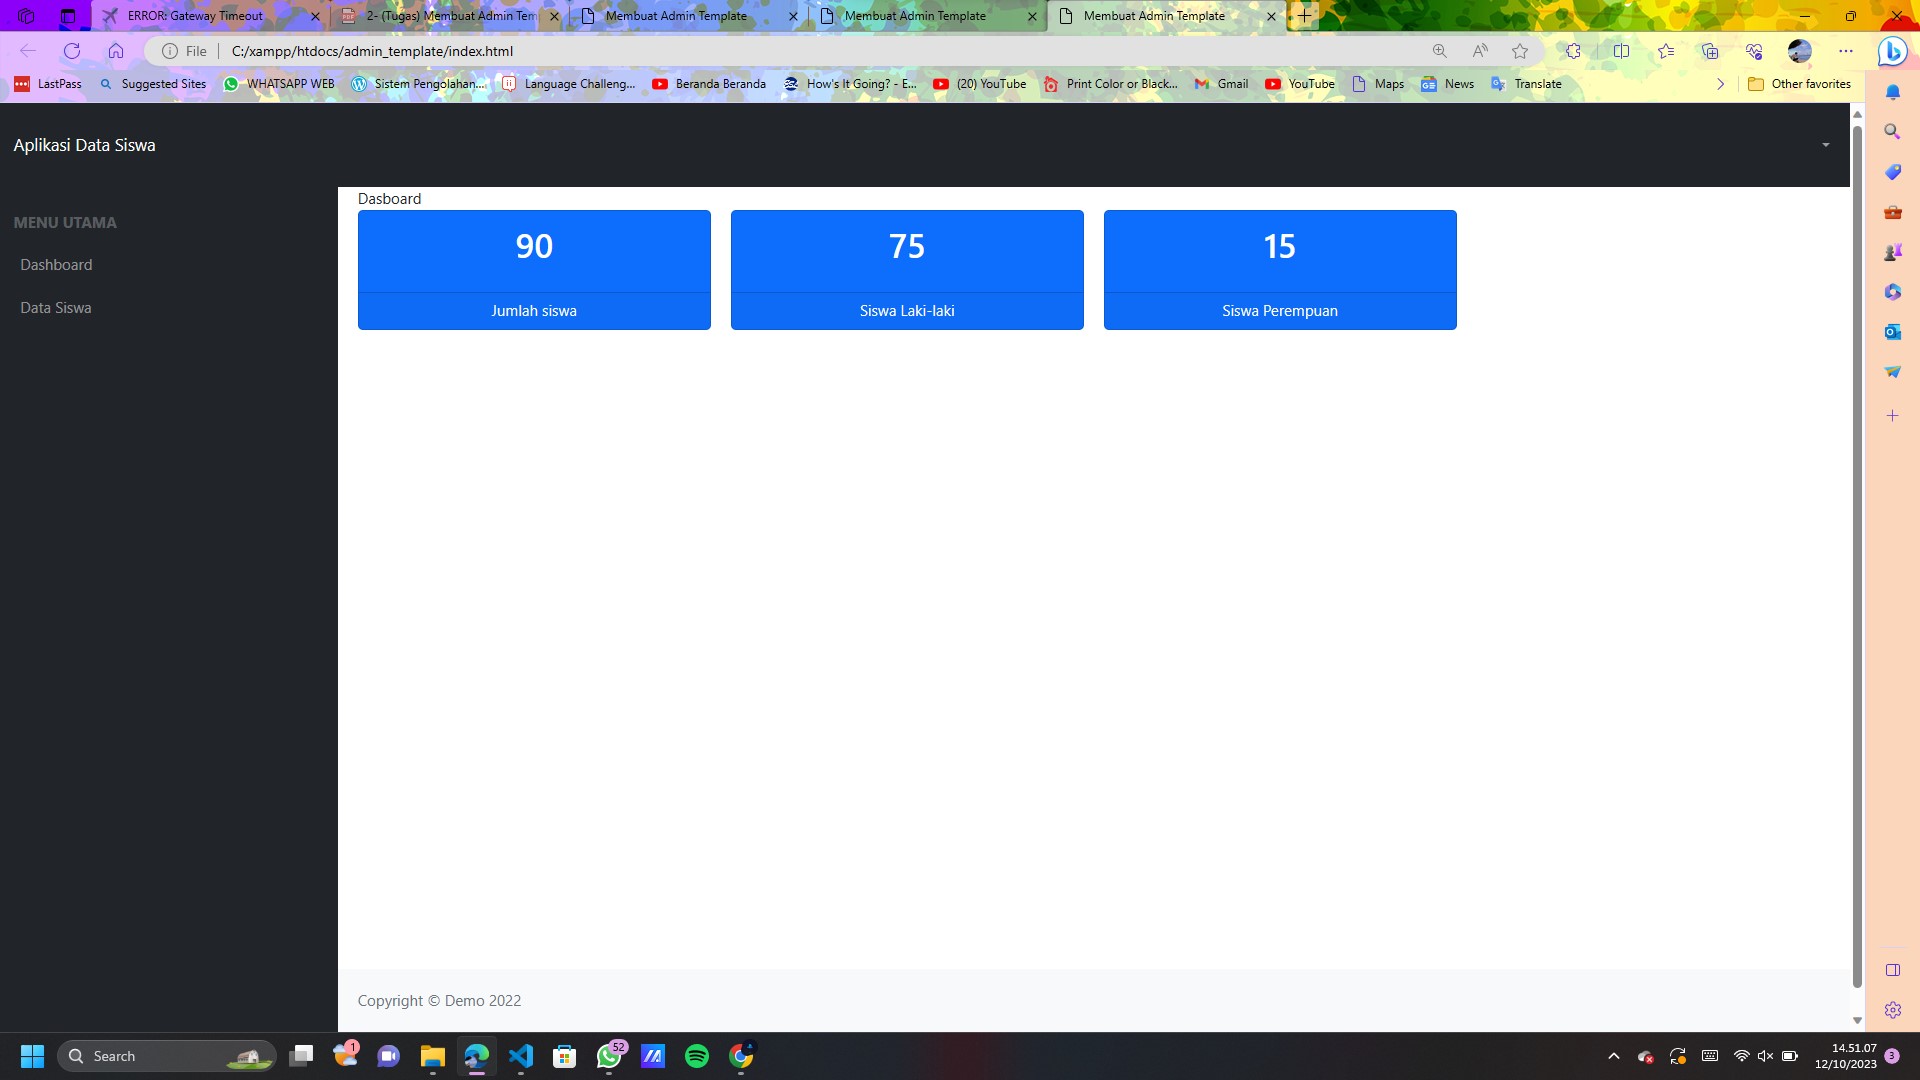 ERROR: Gateway Timeout
2- (Tugas) Membuat Admin Tem
Membuat Admin Template
Membuat Admin Template
Membuat Admin Template
File
C:/xampp/htdocs/admin_template/index.html
LastPass
Suggested Sites
WHATSAPP WEB
Sistem Pengolahan...
Language Challeng...
Beranda Beranda
How's It Going? - E...
(20) YouTube
Print Color or Black...
Gmail
YouTube
Maps
News
Translate
Other favorites
Aplikasi Data Siswa
MENU UTAMA
Dashboard
Data Siswa
Dasboard
90
Jumlah siswa
75
Siswa Laki-laki
15
Siswa Perempuan
Copyright © Demo 2022
Search
1
52
14.51.07
12/10/2023
3